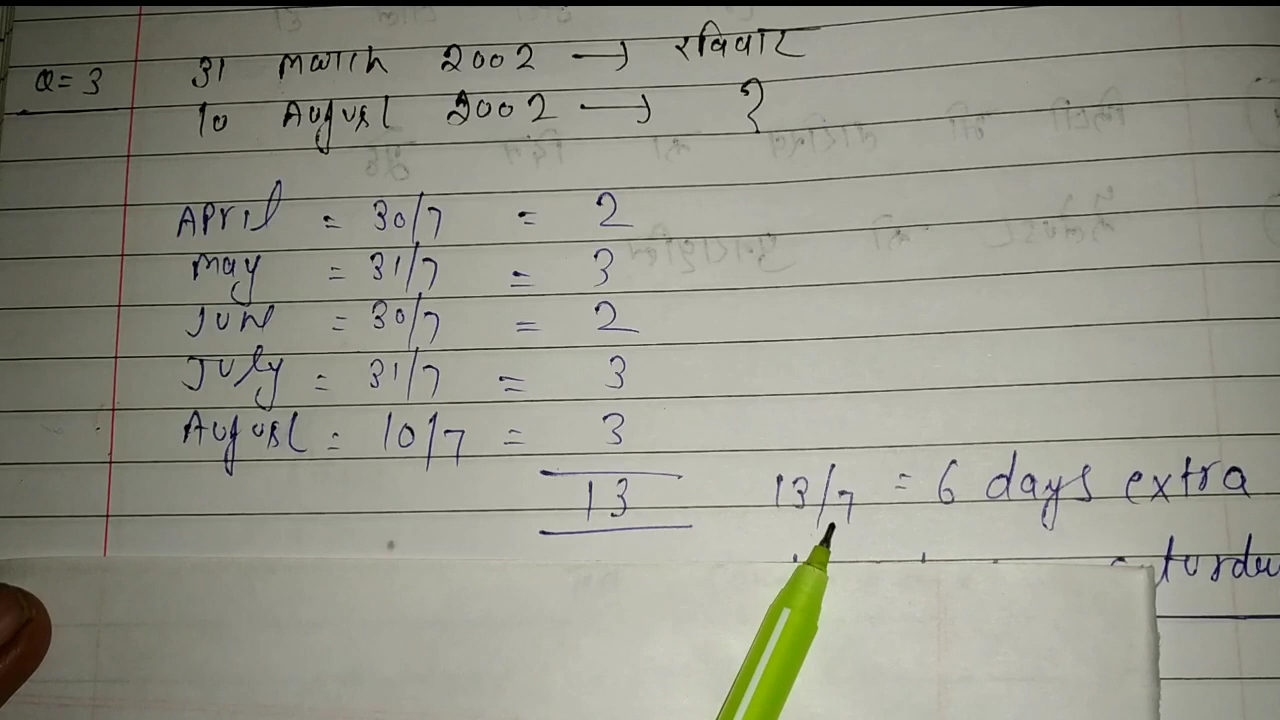 Q=3 31 March 2002 → रविवार
10 August 2002 → ?
APril = 30/7 = 2
may = 31/7 = 3
June = 30/7 = 2
July = 31/7 = 3
August = 10/7 = 3
13 13/7 = 6 days extra